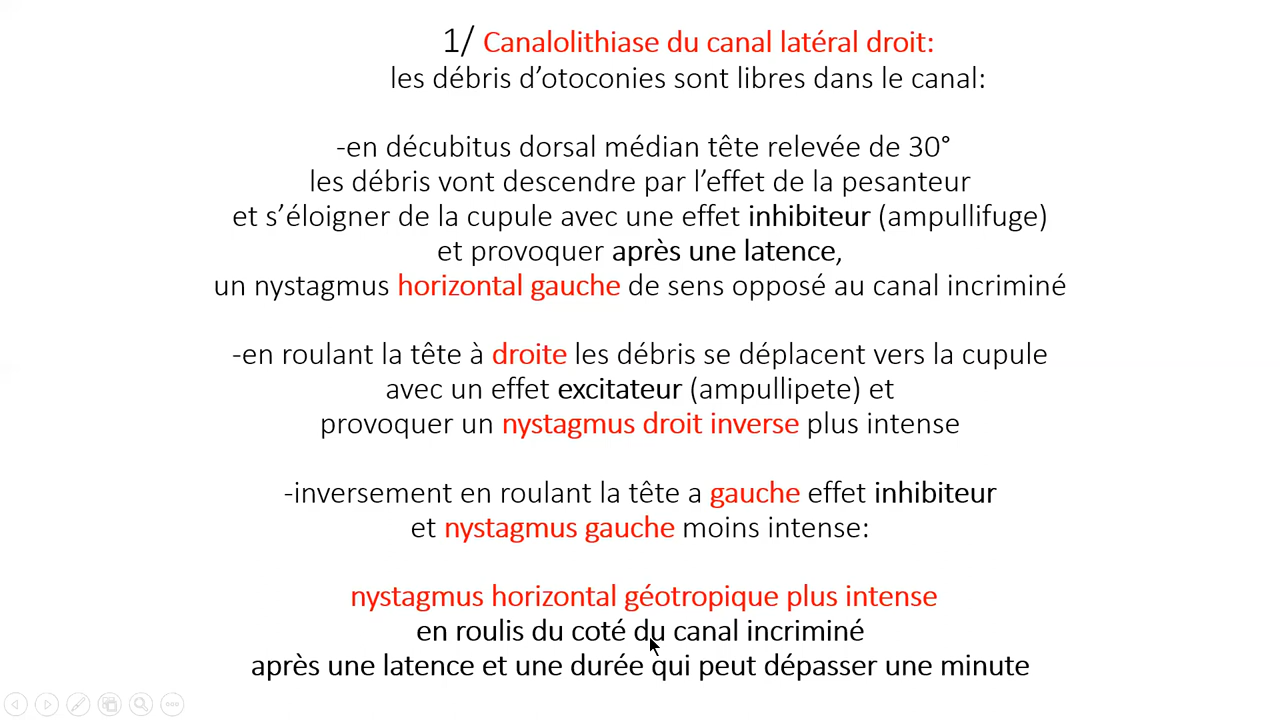 1/ Canalolithiase du canal latéral droit:
les débris d’otoconies sont libres dans le canal:
-en décubitus dorsal médian tête relevée de 30°
les débris vont descendre par l’effet de la pesanteur
et s’éloigner de la cupule avec une effet inhibiteur (ampullifuge)
et provoquer après une latence,
un nystagmus horizontal gauche de sens opposé au canal incriminé
-en roulant la tête à droite les débris se déplacent vers la cupule
avec un effet excitateur (ampullipete) et
provoquer un nystagmus droit inverse plus intense
-inversement en roulant la tête a gauche effet inhibiteur
et nystagmus gauche moins intense:
nystagmus horizontal géotropique plus intense
en roulis du coté du canal incriminé
après une latence et une durée qui peut dépasser une minute